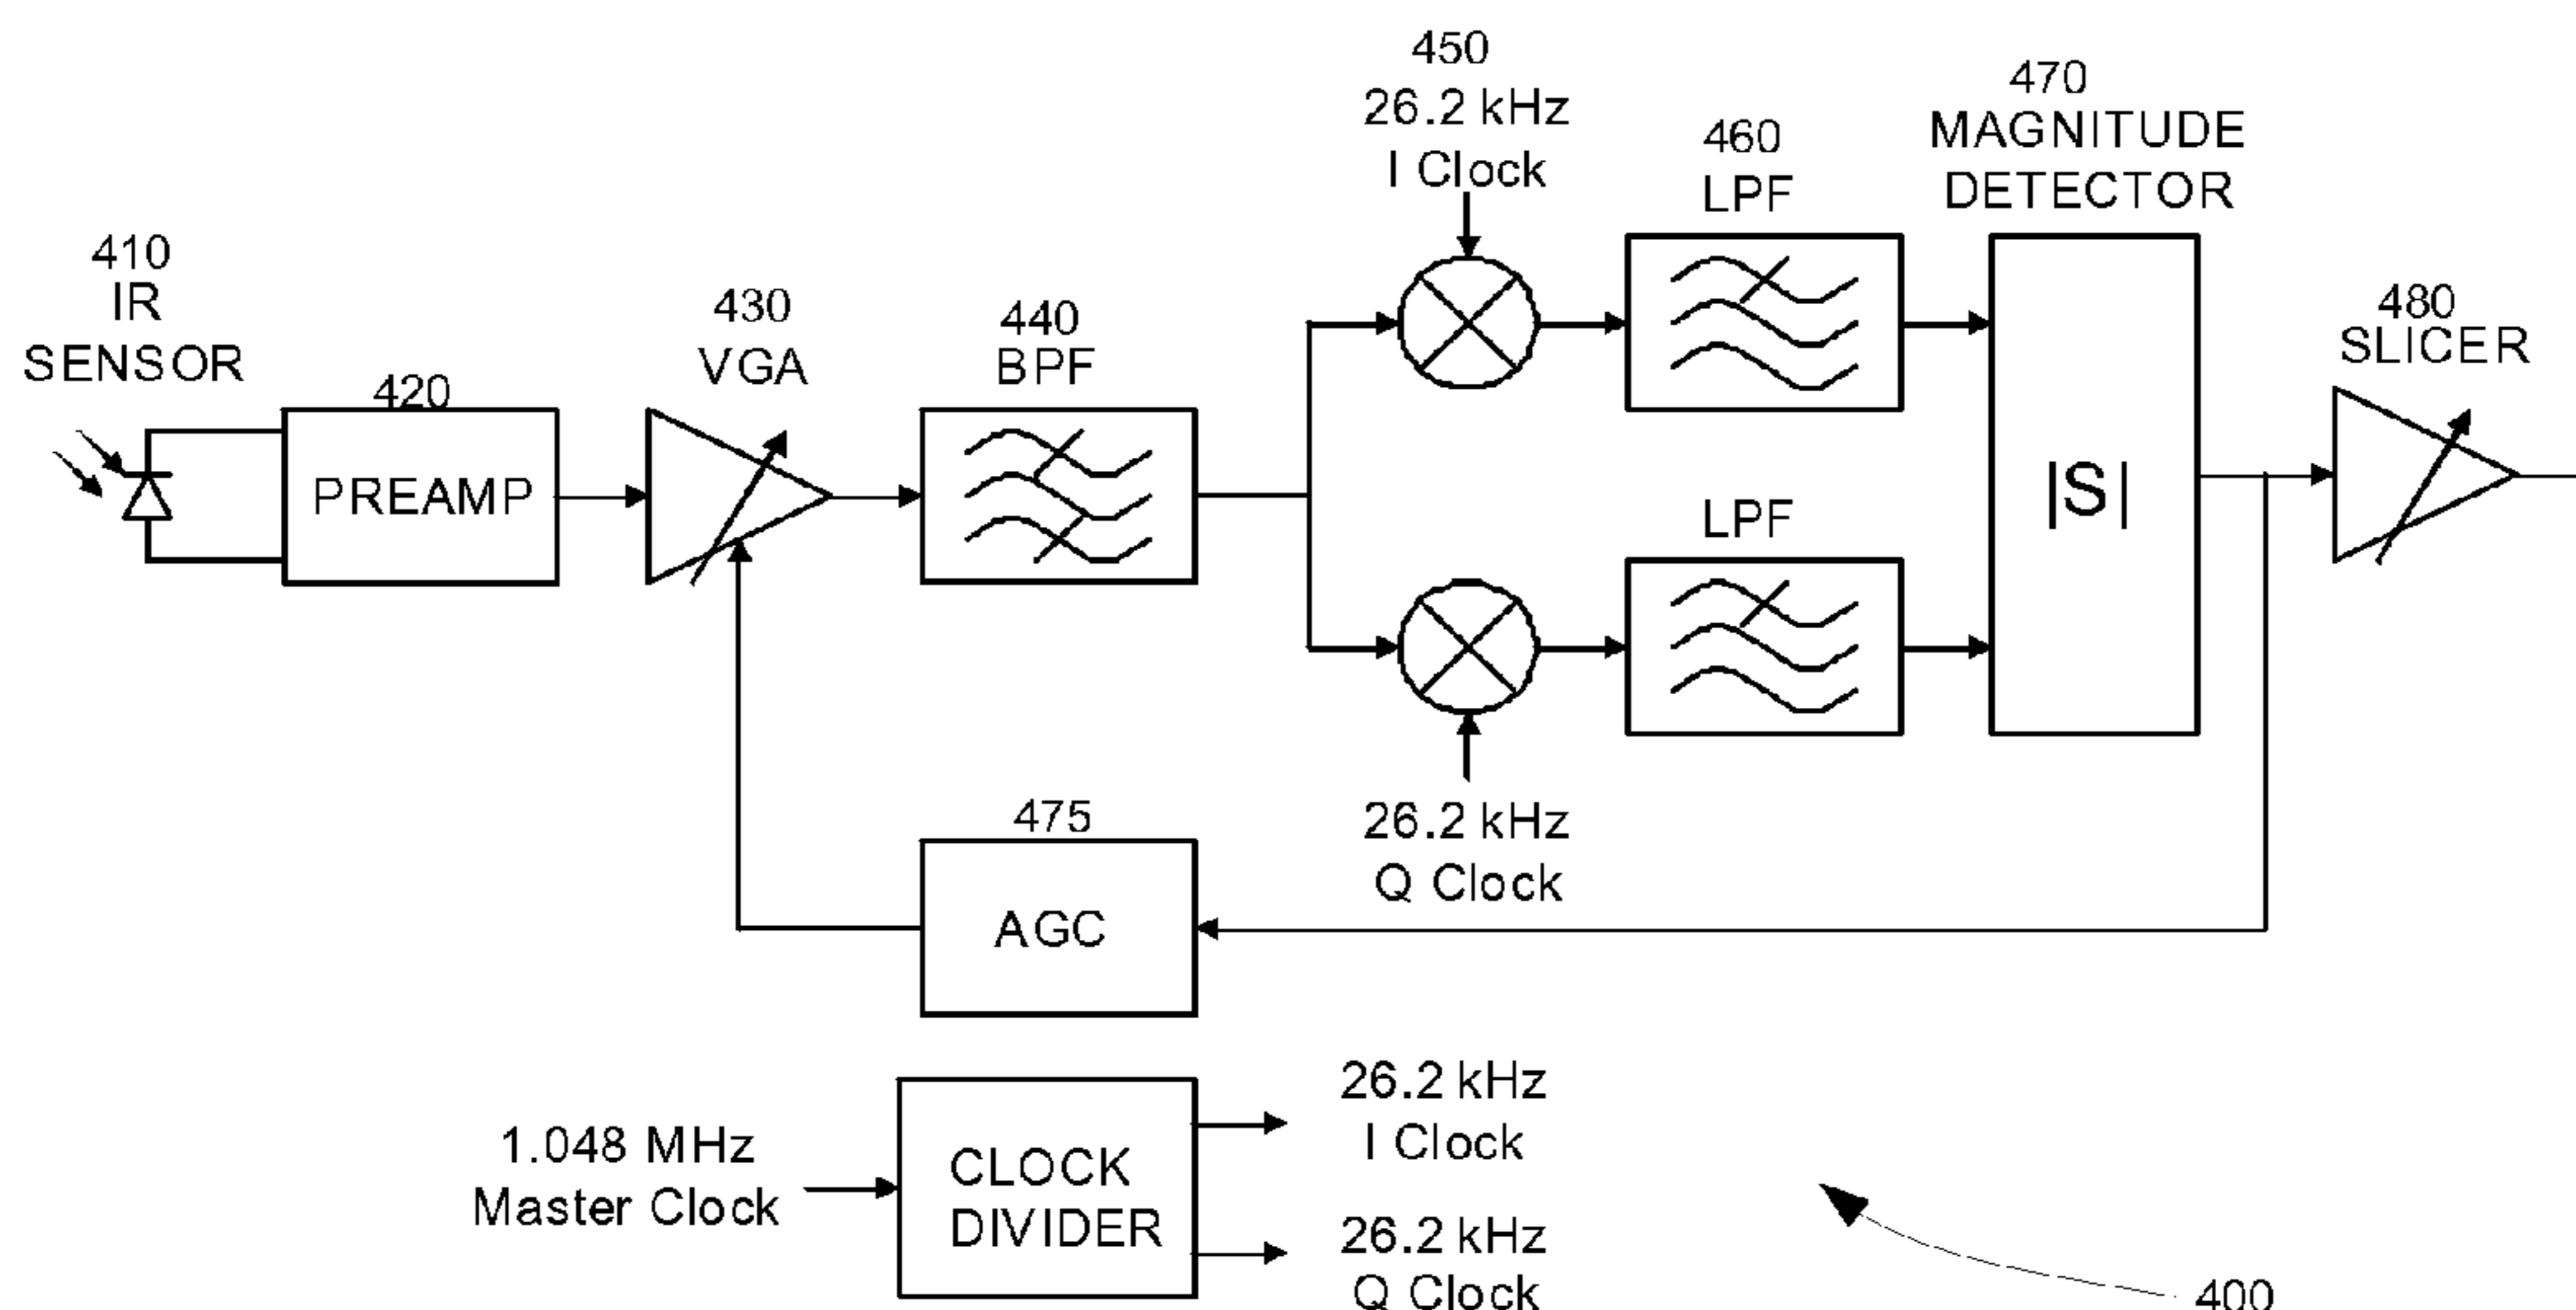 450
26.2 kHz
I Clock
470
MAGNITUDE
DETECTOR
460
LPF
410
IR
SENSOR
430
VGA
440
BPF
480
SLICER
420
PREAMP
|S|
LPF
26.2 kHz
Q Clock
475
AGC
1.048 MHz
Master Clock
CLOCK
DIVIDER
26.2 kHz
I Clock
26.2 kHz
Q Clock
400